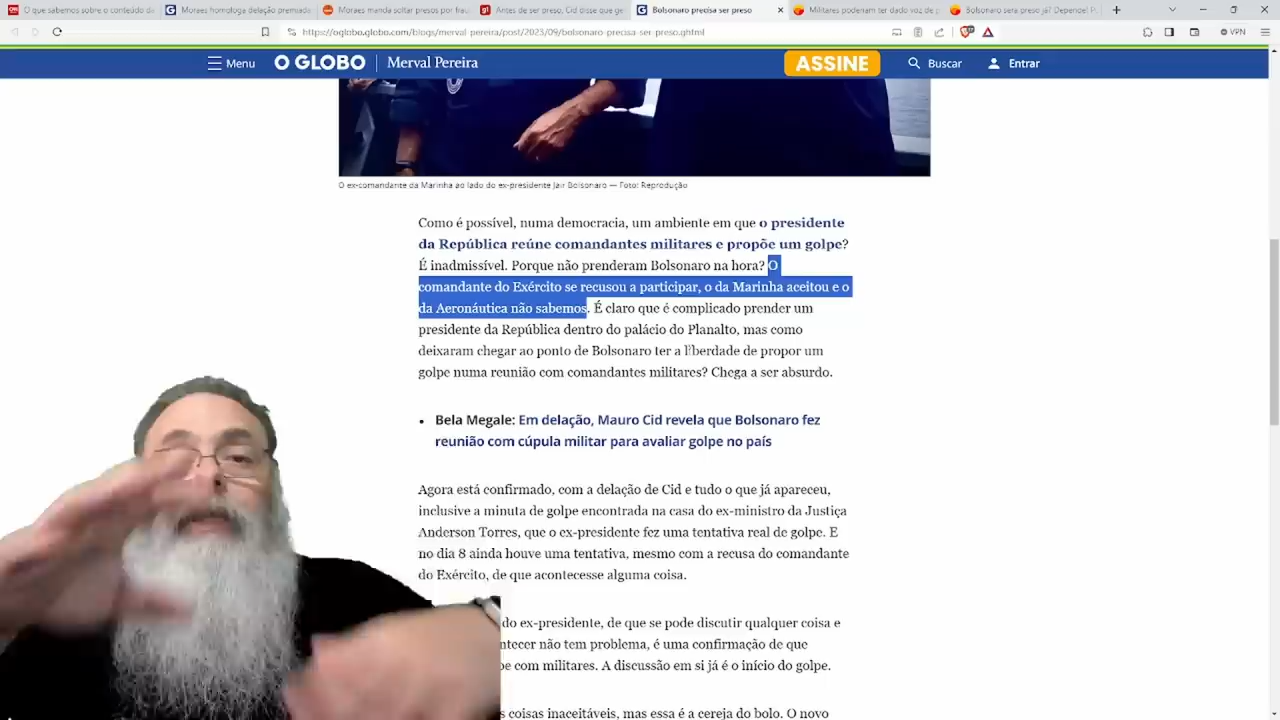 O que sabemos sobre o conteúdo da
Moraes homologa delação premiada
Moraes manda soltar presos por frau
Antes de ser preso, Cid disse que ge
Bolsonaro precisa ser preso
Militares poderiam ter dado voz de p
Bolsonaro será preso já? Depende! P
https://oglobo.globo.com/blogs/merval-pereira/post/2023/09/bolsonaro-precisa-ser-preso.ghtml
VPN
Menu
O GLOBO
Merval Pereira
ASSINE
Buscar
Entrar
O ex-comandante da Marinha ao lado do ex-presidente Jair Bolsonaro — Foto: Reprodução
Como é possível, numa democracia, um ambiente em que o presidente
da República reúne comandantes militares e propõe um golpe?
É inadmissível. Porque não prenderam Bolsonaro na hora? O
comandante do Exército se recusou a participar, o da Marinha aceitou e o
da Aeronáutica não sabemos. É claro que é complicado prender um
presidente da República dentro do palácio do Planalto, mas como
deixaram chegar ao ponto de Bolsonaro ter a liberdade de propor um
golpe numa reunião com comandantes militares? Chega a ser absurdo.
• Bela Megale: Em delação, Mauro Cid revela que Bolsonaro fez
reunião com cúpula militar para avaliar golpe no país
Agora está confirmado, com a delação de Cid e tudo o que já apareceu,
inclusive a minuta de golpe encontrada na casa do ex-ministro da Justiça
Anderson Torres, que o ex-presidente fez uma tentativa real de golpe. E
no dia 8 ainda houve uma tentativa, mesmo com a recusa do comandante
do Exército, de que acontecesse alguma coisa.
do ex-presidente, de que se pode discutir qualquer coisa e
ntecer não tem problema, é uma confirmação de que
pe com militares. A discussão em si já é o início do golpe.
s coisas inaceitáveis, mas essa é a cereja do bolo. O novo